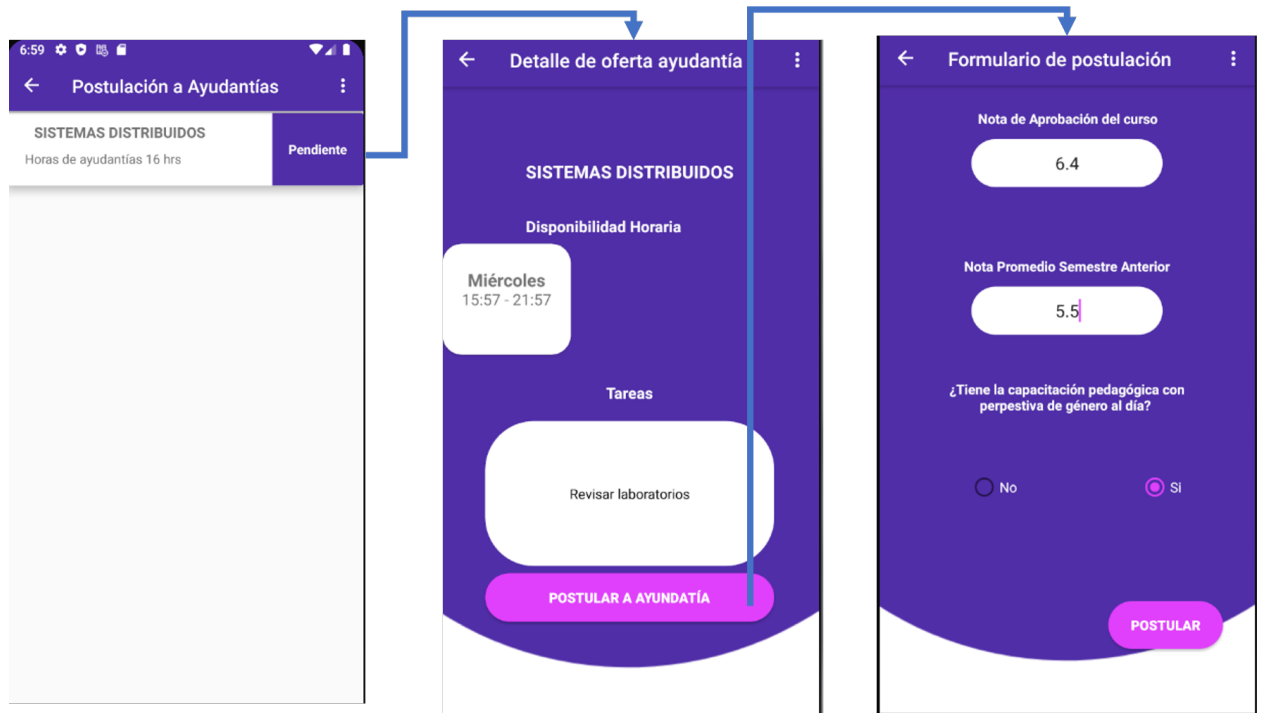 6:59
Postulación a Ayudantías
SISTEMAS DISTRIBUIDOS
Horas de ayudantías 16 hrs
Pendiente
Detalle de oferta ayudantía
SISTEMAS DISTRIBUIDOS
Disponibilidad Horaria
Miércoles
15:57 - 21:57
Tareas
Revisar laboratorios
POSTULAR A AYUNDATÍA
Formulario de postulación
Nota de Aprobación del curso
6.4
Nota Promedio Semestre Anterior
5.5
¿Tiene la capacitación pedagógica con
perpestiva de género al día?
No
Si
POSTULAR